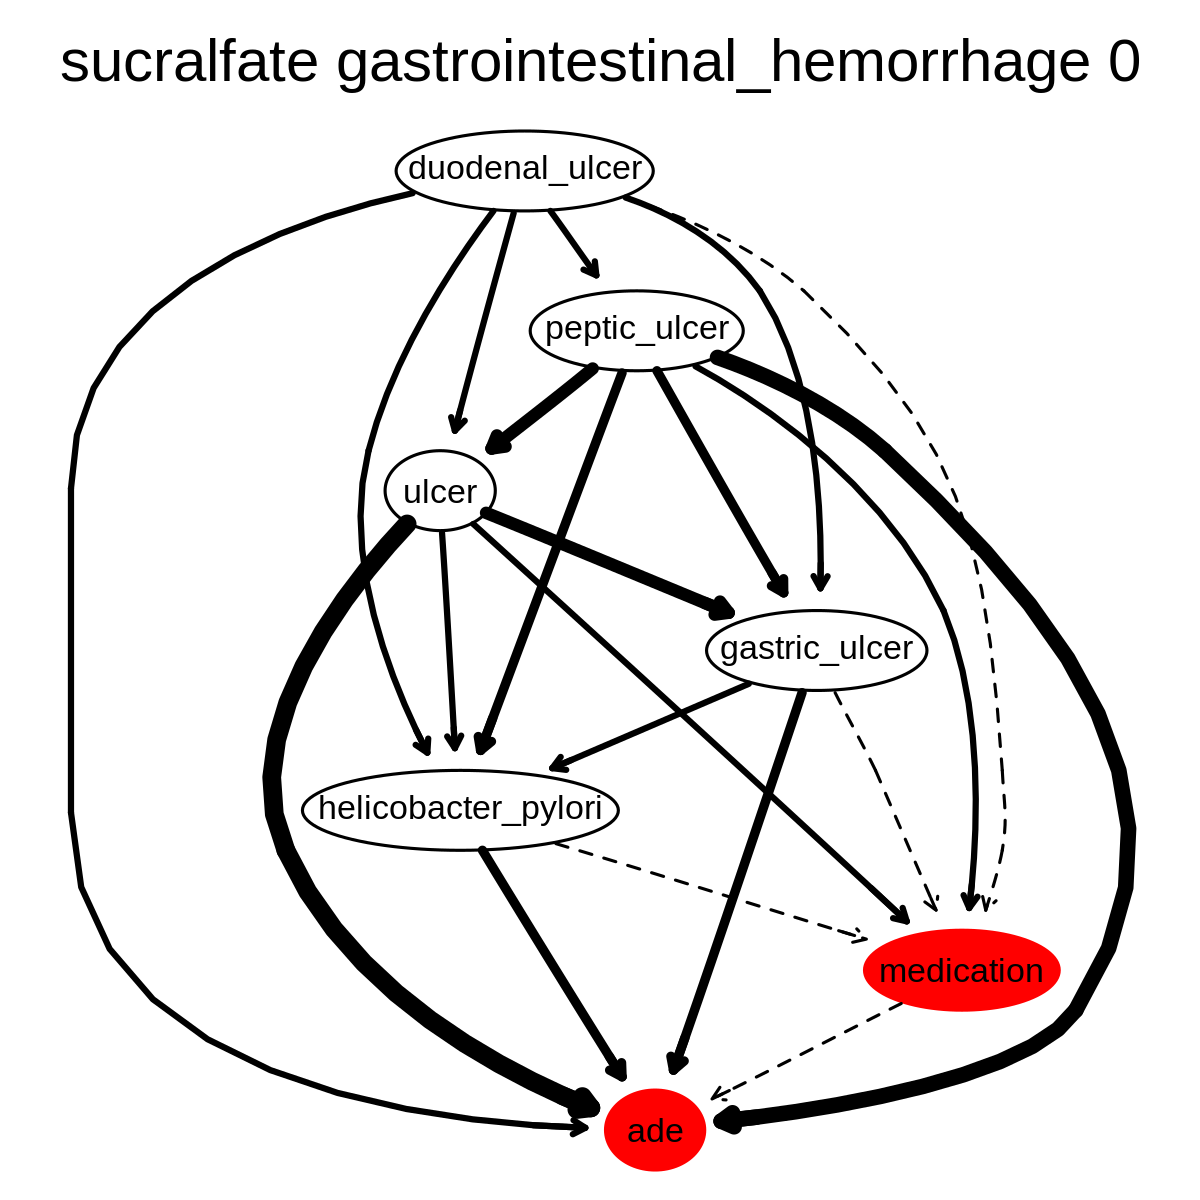 sucralfate gastrointestinal_hemorrhage 0
duodenal_ulcer
peptic_ulcer
ulcer
gastric_ulcer
helicobacter_pylori
medication
ade